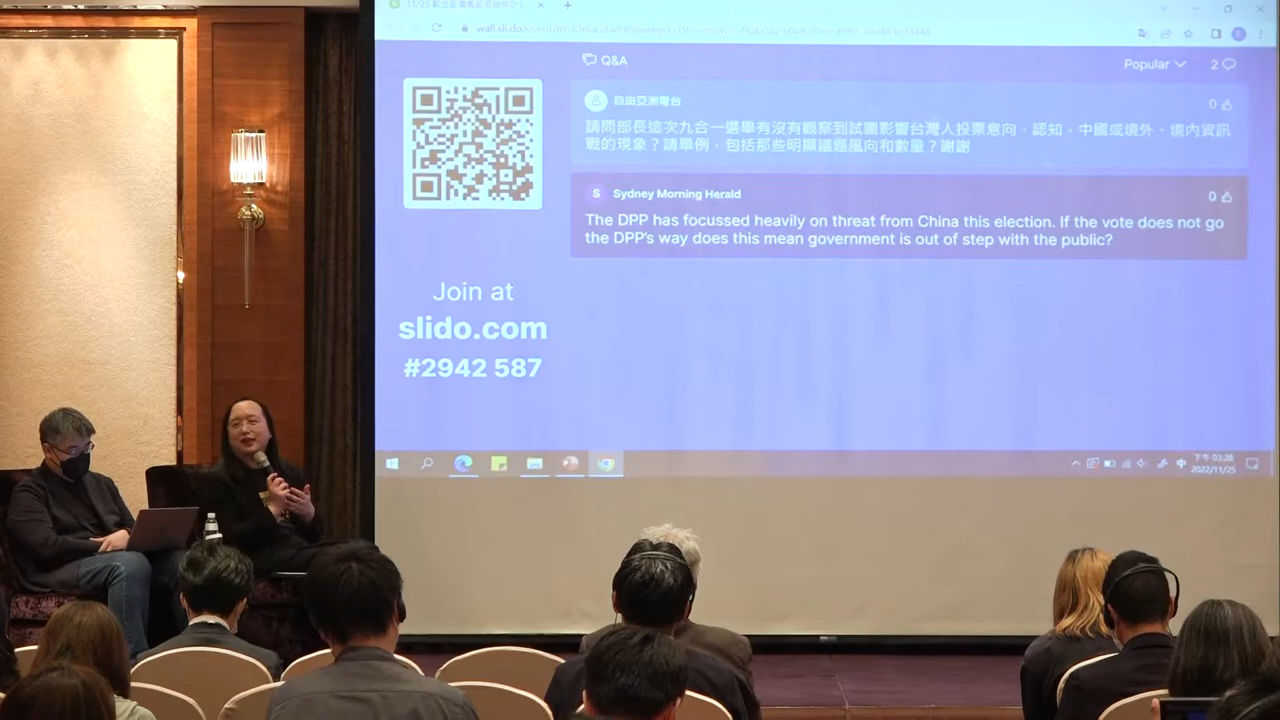 11/25
Q&A
Popular
2
自由亞洲電台
0
請問部長這次九合一選舉有沒有觀察到試圖影響台灣人投票意向、認知，中國或境外、境內資訊
戰的現象？請舉例，包括那些明顯議題風向和數量？謝謝
S
Sydney Morning Herald
0
The DPP has focussed heavily on threat from China this election. If the vote does not go
the DPP's way does this mean government is out of step with the public?
Join at
slido.com
#2942 587
中
下午 03:28
2022/11/25